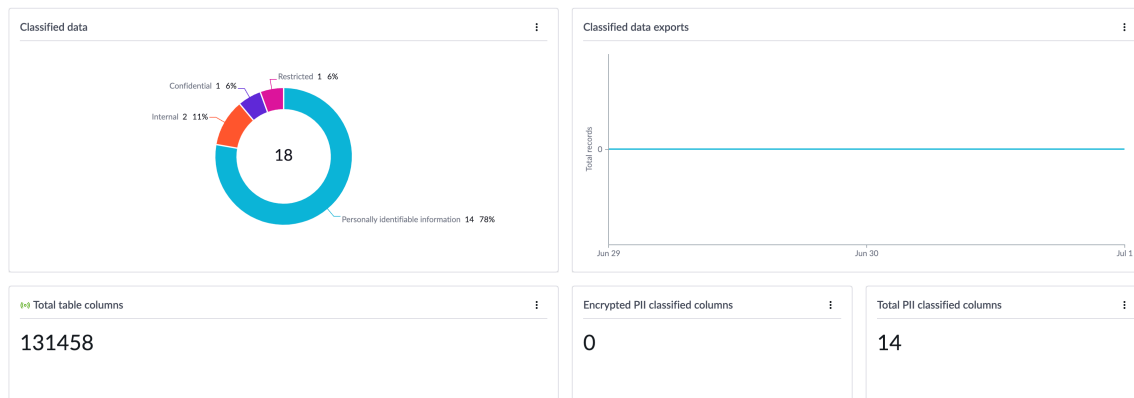 Classified data
Restricted 1 6%
Confidential 1 6%
Internal 2 11%
18
Personally identifiable information 14 78%
Classified data exports
Total records
0
Jun 29 Jun 30 Jul 1
Total table columns
131458
Encrypted PII classified columns
0
Total PII classified columns
14